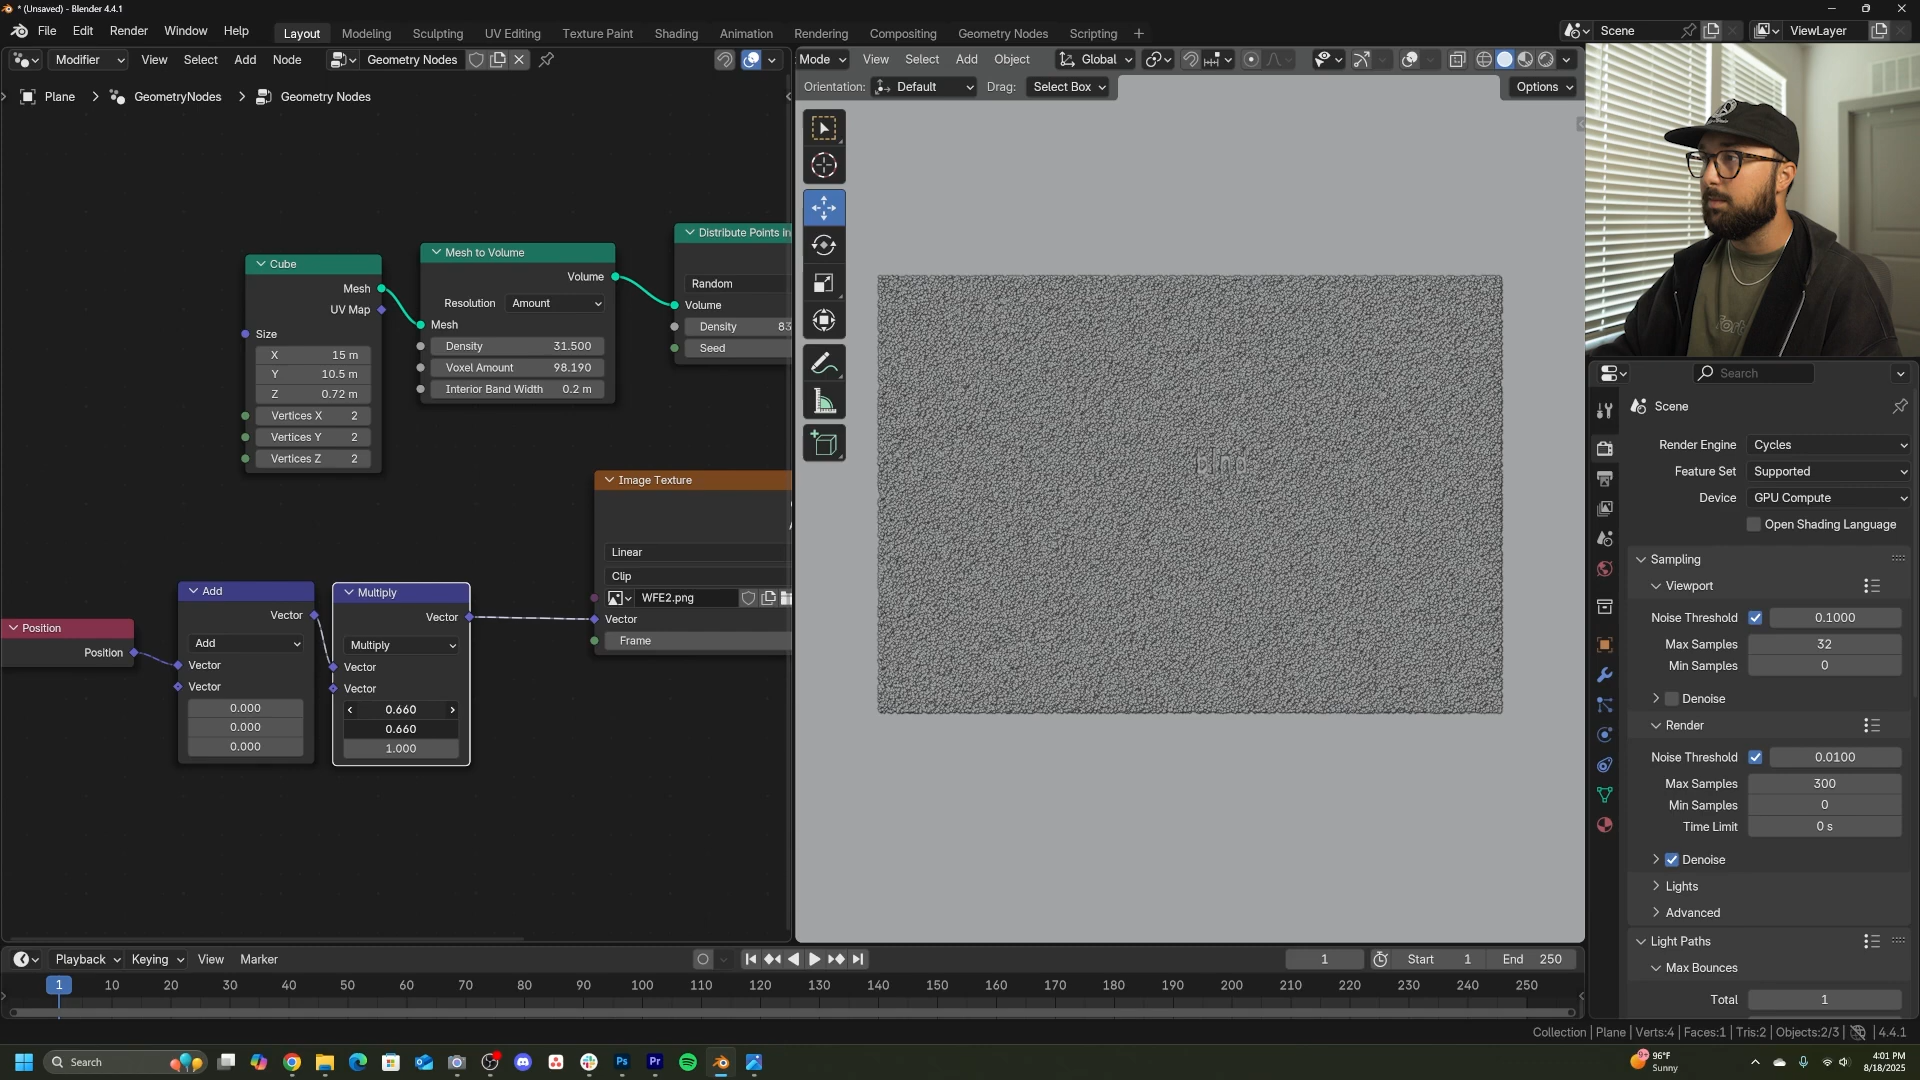 * (Unsaved) - Blender 4.4.1
File Edit Render Window Help
Layout Modeling Sculpting UV Editing Texture Paint Shading Animation Rendering Compositing Geometry Nodes Scripting
Scene
ViewLayer
Modifier View Select Add Node
Geometry Nodes
Mode View Select Add Object
Global
Orientation: Default Drag: Select Box
Options
Plane GeometryNodes Geometry Nodes
Cube
Mesh
UV Map
Size
X 15 m
Y 10.5 m
Z 0.72 m
Vertices X 2
Vertices Y 2
Vertices Z 2
Mesh to Volume
Volume
Resolution Amount
Mesh
Density 31.500
Voxel Amount 98.190
Interior Band Width 0.2 m
Distribute Points in
Random
Volume
Density 83
Seed
Image Texture
Linear
Clip
WFE2.png
Vector
Frame
Position
Position
Add
Vector
Add
Vector
Vector
0.000
0.000
0.000
Multiply
Vector
Multiply
Vector
Vector
0.660
0.660
1.000
Search
Scene
Render Engine Cycles
Feature Set Supported
Device GPU Compute
Open Shading Language
Sampling
Viewport
Noise Threshold 0.1000
Max Samples 32
Min Samples 0
Denoise
Render
Noise Threshold 0.0100
Max Samples 300
Min Samples 0
Time Limit 0 s
Denoise
Lights
Advanced
Light Paths
Max Bounces
Total 1
Playback Keying View Marker
1 Start 1 End 250
1 10 20 30 40 50 60 70 80 90 100 110 120 130 140 150 160 170 180 190 200 210 220 230 240 250
Collection | Plane | Verts:4 | Faces:1 | Tris:2 | Objects:2/3 | 4.4.1
Search
Ps
Pr
96°F
Sunny
4:01 PM
8/18/2025